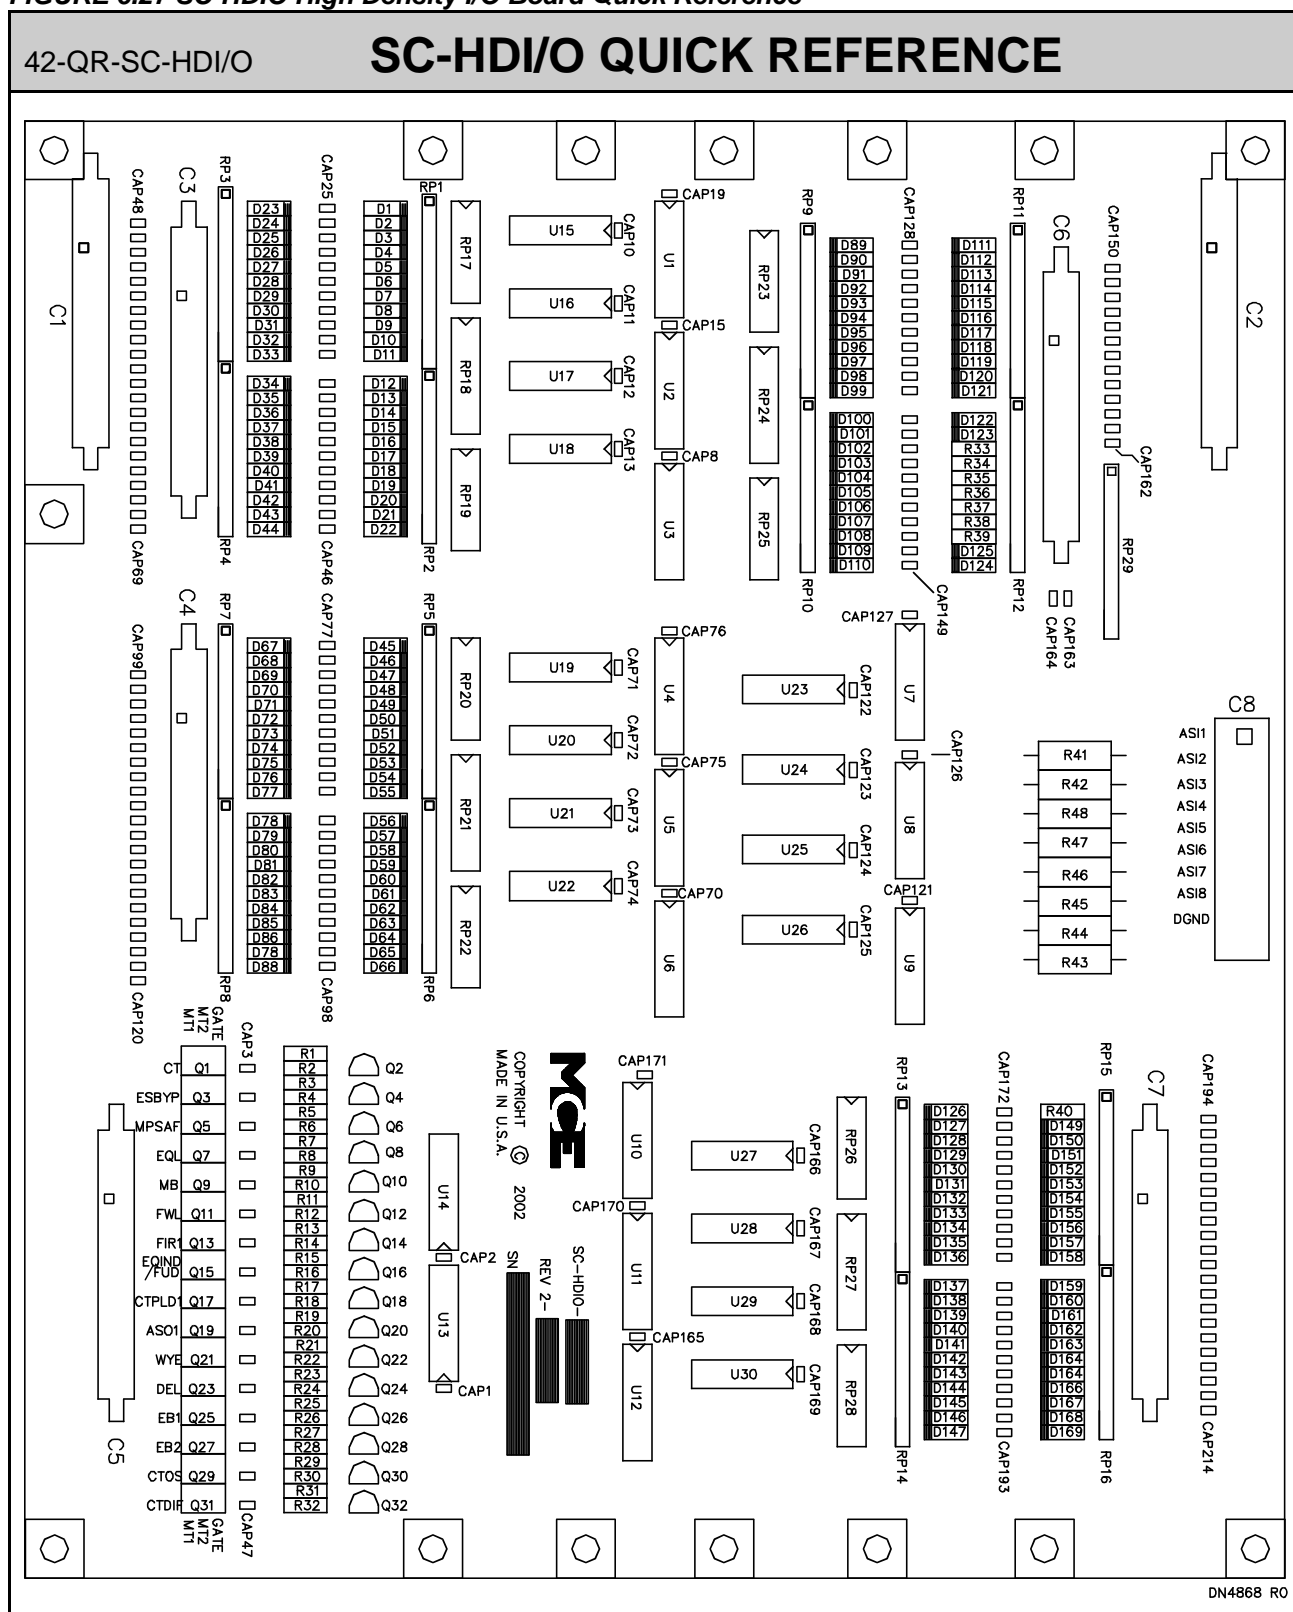 FIGURE 5.27 SC-HDIO High Density I/O Board Quick Reference
42-QR-SC-HDI/O
SC-HDI/O QUICK REFERENCE
C1
CAP48
CAP69
C3
RP3
RP4
D23
D24
D25
D26
D27
D28
D29
D30
D31
D32
D33
D34
D35
D36
D37
D38
D39
D40
D41
D42
D43
D44
CAP25
CAP46
D1
D2
D3
D4
D5
D6
D7
D8
D9
D10
D11
D12
D13
D14
D15
D16
D17
D18
D19
D20
D21
D22
RP1
RP2
RP17
RP18
RP19
U15
CAP10
U16
CAP11
U17
CAP12
U18
CAP13
CAP19
U1
CAP15
U2
CAP8
U3
RP23
RP24
RP25
RP9
RP10
D89
D90
D91
D92
D93
D94
D95
D96
D97
D98
D99
D100
D101
D102
D103
D104
D105
D106
D107
D108
D109
D110
CAP128
CAP149
D111
D112
D113
D114
D115
D116
D117
D118
D119
D120
D121
D122
D123
R33
R34
R35
R36
R37
R38
R39
D125
D124
RP11
RP12
C6
CAP150
CAP162
RP29
CAP163
CAP164
C2
C4
CAP99
CAP120
RP7
RP8
D67
D68
D69
D70
D71
D72
D73
D74
D75
D76
D77
D78
D79
D80
D81
D82
D83
D84
D85
D86
D78
D88
CAP77
CAP98
D45
D46
D47
D48
D49
D50
D51
D52
D53
D54
D55
D56
D57
D58
D59
D60
D61
D62
D63
D64
D65
D66
RP5
RP6
RP20
RP21
RP22
U19
CAP71
U20
CAP72
U21
CAP73
U22
CAP74
CAP76
U4
CAP75
U5
CAP70
U6
U23
CAP122
U24
CAP123
U25
CAP124
U26
CAP125
CAP127
U7
CAP126
U8
CAP121
U9
R41
R42
R48
R47
R46
R45
R44
R43
C8
ASI1
ASI2
ASI3
ASI4
ASI5
ASI6
ASI7
ASI8
DGND
GATE
MT2
MT1
CAP3
CT Q1
ESBYP Q3
MPSAF Q5
EQL Q7
MB Q9
FWL Q11
FIR1 Q13
EQIND
/FUD Q15
CTPLD1 Q17
ASO1 Q19
WYE Q21
DEL Q23
EB1 Q25
EB2 Q27
CTOS Q29
CTDIF Q31
GATE
MT2
MT1
CAP47
C5
R1
R2
R3
R4
R5
R6
R7
R8
R9
R10
R11
R12
R13
R14
R15
R16
R17
R18
R19
R20
R21
R22
R23
R24
R25
R26
R27
R28
R29
R30
R31
R32
Q2
Q4
Q6
Q8
Q10
Q12
Q14
Q16
Q18
Q20
Q22
Q24
Q26
Q28
Q30
Q32
U14
CAP2
U13
CAP1
COPYRIGHT © 2002
MADE IN U.S.A.
MCE
SN
REV 2-
SC-HDIO-
CAP171
U10
CAP170
U11
CAP165
U12
U27
CAP166
U28
CAP167
U29
CAP168
U30
CAP169
RP26
RP27
RP28
RP13
RP14
D126
D127
D128
D129
D130
D131
D132
D133
D134
D135
D136
D137
D138
D139
D140
D141
D142
D143
D144
D145
D146
D147
CAP172
CAP193
R40
D149
D150
D151
D152
D153
D154
D155
D156
D157
D158
D159
D160
D161
D162
D163
D164
D164
D166
D167
D168
D169
RP15
RP16
C7
CAP194
CAP214
DN4868 R0